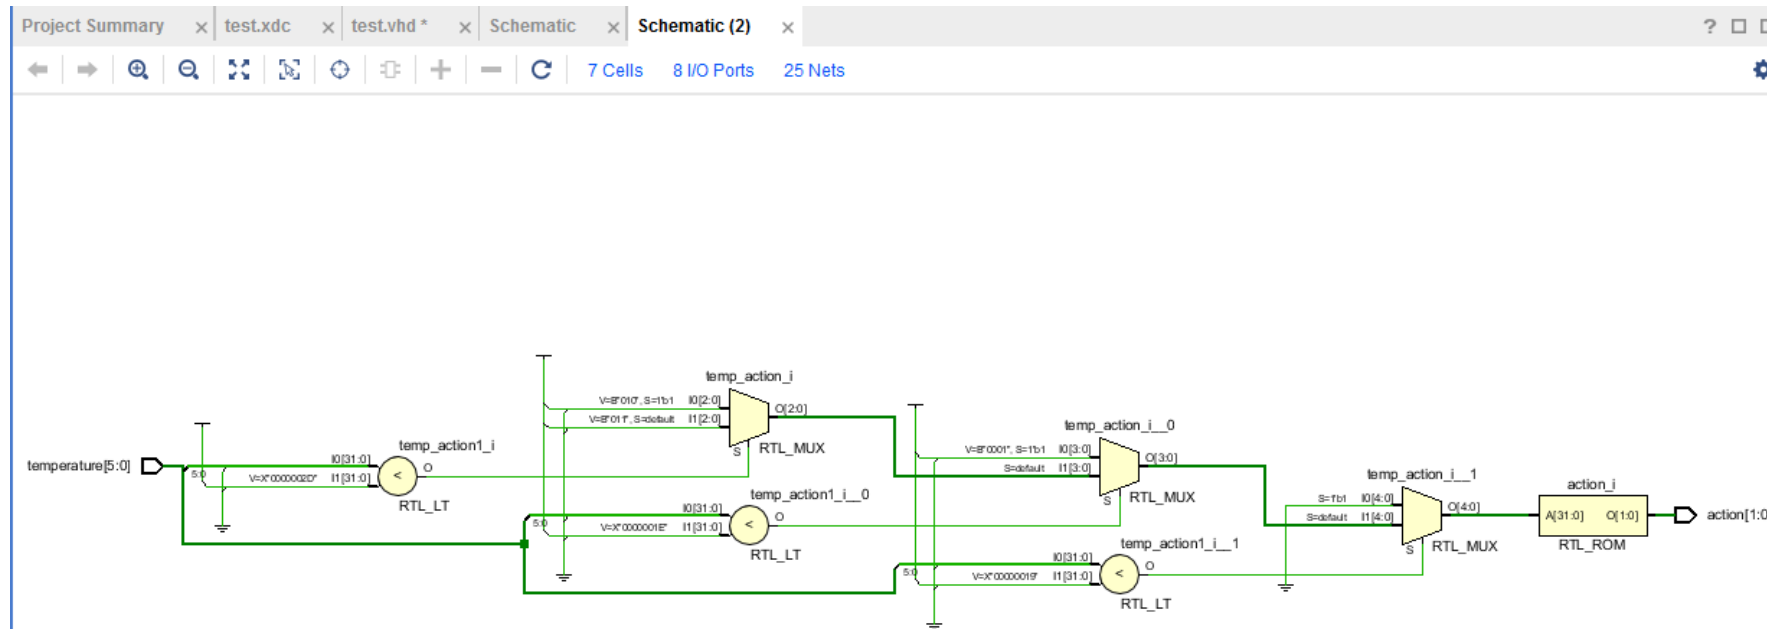 Project Summary × test.xdc × test.vhd * × Schematic × Schematic (2) × ?
7 Cells 8 I/O Ports 25 Nets
temp_action_i
V=B"010", S=1'b1 I0[2:0] O[2:0]
V=B"011", S=default I1[2:0]
S RTL_MUX
temp_action_i__0
V=B"0001", S=1'b1 I0[3:0] O[3:0]
S=default I1[3:0]
S RTL_MUX
temp_action1_i
temperature[5:0] 5:0 I0[31:0] O
V=X"0000002D" I1[31:0] <
RTL_LT
temp_action1_i__0
5:0 I0[31:0] O
V=X"0000001E" I1[31:0] <
RTL_LT
temp_action_i__1
S=1'b1 I0[4:0] O[4:0]
S=default I1[4:0]
S RTL_MUX
action_i
A[31:0] O[1:0] action[1:0
RTL_ROM
temp_action1_i__1
5:0 I0[31:0] O
V=X"00000019" I1[31:0] <
RTL_LT